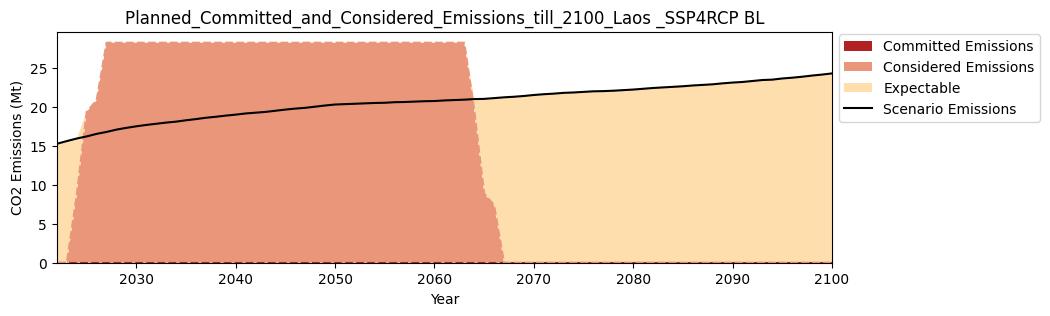 Planned_Committed_and_Considered_Emissions_till_2100_Laos _SSP4RCP BL
Committed Emissions
Considered Emissions
Expectable
Scenario Emissions
CO2 Emissions (Mt)
25
20
15
10
5
0
2030 2040 2050 2060 2070 2080 2090 2100
Year